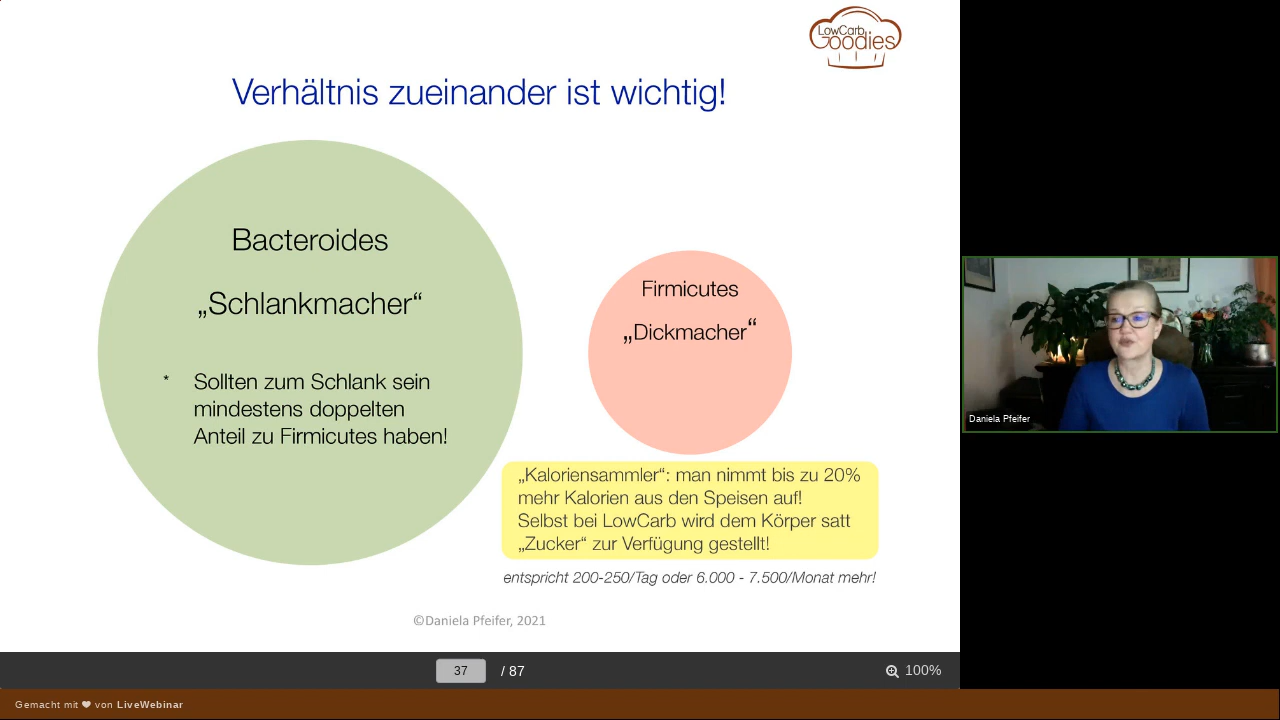 LowCarb
Goodies
Verhältnis zueinander ist wichtig!
Bacteroides
„Schlankmacher“
* Sollten zum Schlank sein
mindestens doppelten
Anteil zu Firmicutes haben!
Firmicutes
„Dickmacher“
„Kaloriensammler“: man nimmt bis zu 20%
mehr Kalorien aus den Speisen auf!
Selbst bei LowCarb wird dem Körper satt
„Zucker“ zur Verfügung gestellt!
entspricht 200-250/Tag oder 6.000 - 7.500/Monat mehr!
©Daniela Pfeifer, 2021
Daniela Pfeifer
37 / 87
100%
Gemacht mit ❤ von LiveWebinar